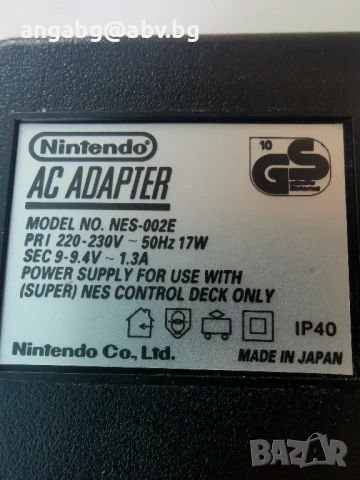 angabg@abv.bg
Nintendo
AC ADAPTER
10
GS
MODEL NO. NES-002E
PRI 220-230V ~ 50Hz 17W
SEC 9-9.4V ~ 1.3A
POWER SUPPLY FOR USE WITH
(SUPER) NES CONTROL DECK ONLY
IP40
Nintendo Co., Ltd.
MADE IN JAPAN
BAZAR